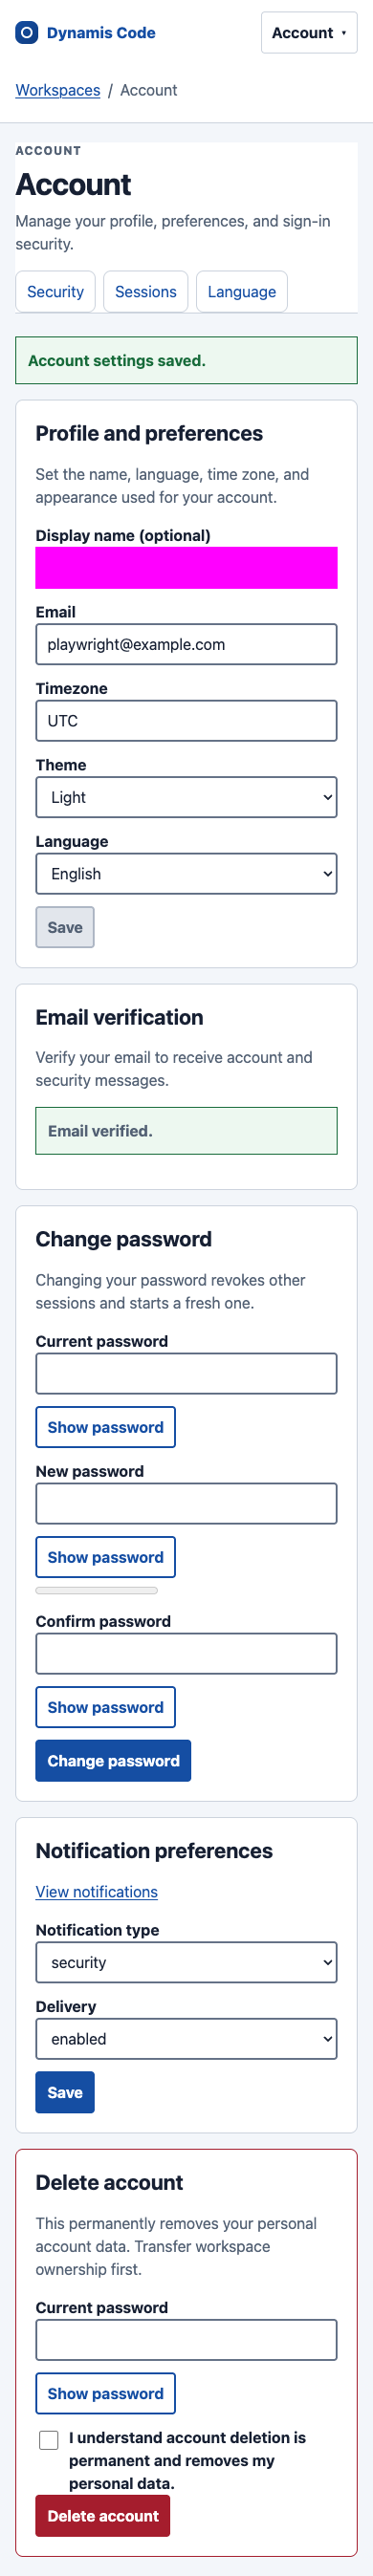 Dynamis Code
Account
Workspaces / Account
ACCOUNT
Account
Manage your profile, preferences, and sign-in
security.
Security
Sessions
Language
Account settings saved.
Profile and preferences
Set the name, language, time zone, and
appearance used for your account.
Display name (optional)
Email
playwright@example.com
Timezone
UTC
Theme
Light
Language
English
Save
Email verification
Verify your email to receive account and
security messages.
Email verified.
Change password
Changing your password revokes other
sessions and starts a fresh one.
Current password
Show password
New password
Show password
Confirm password
Show password
Change password
Notification preferences
View notifications
Notification type
security
Delivery
enabled
Save
Delete account
This permanently removes your personal
account data. Transfer workspace
ownership first.
Current password
Show password
I understand account deletion is
permanent and removes my
personal data.
Delete account